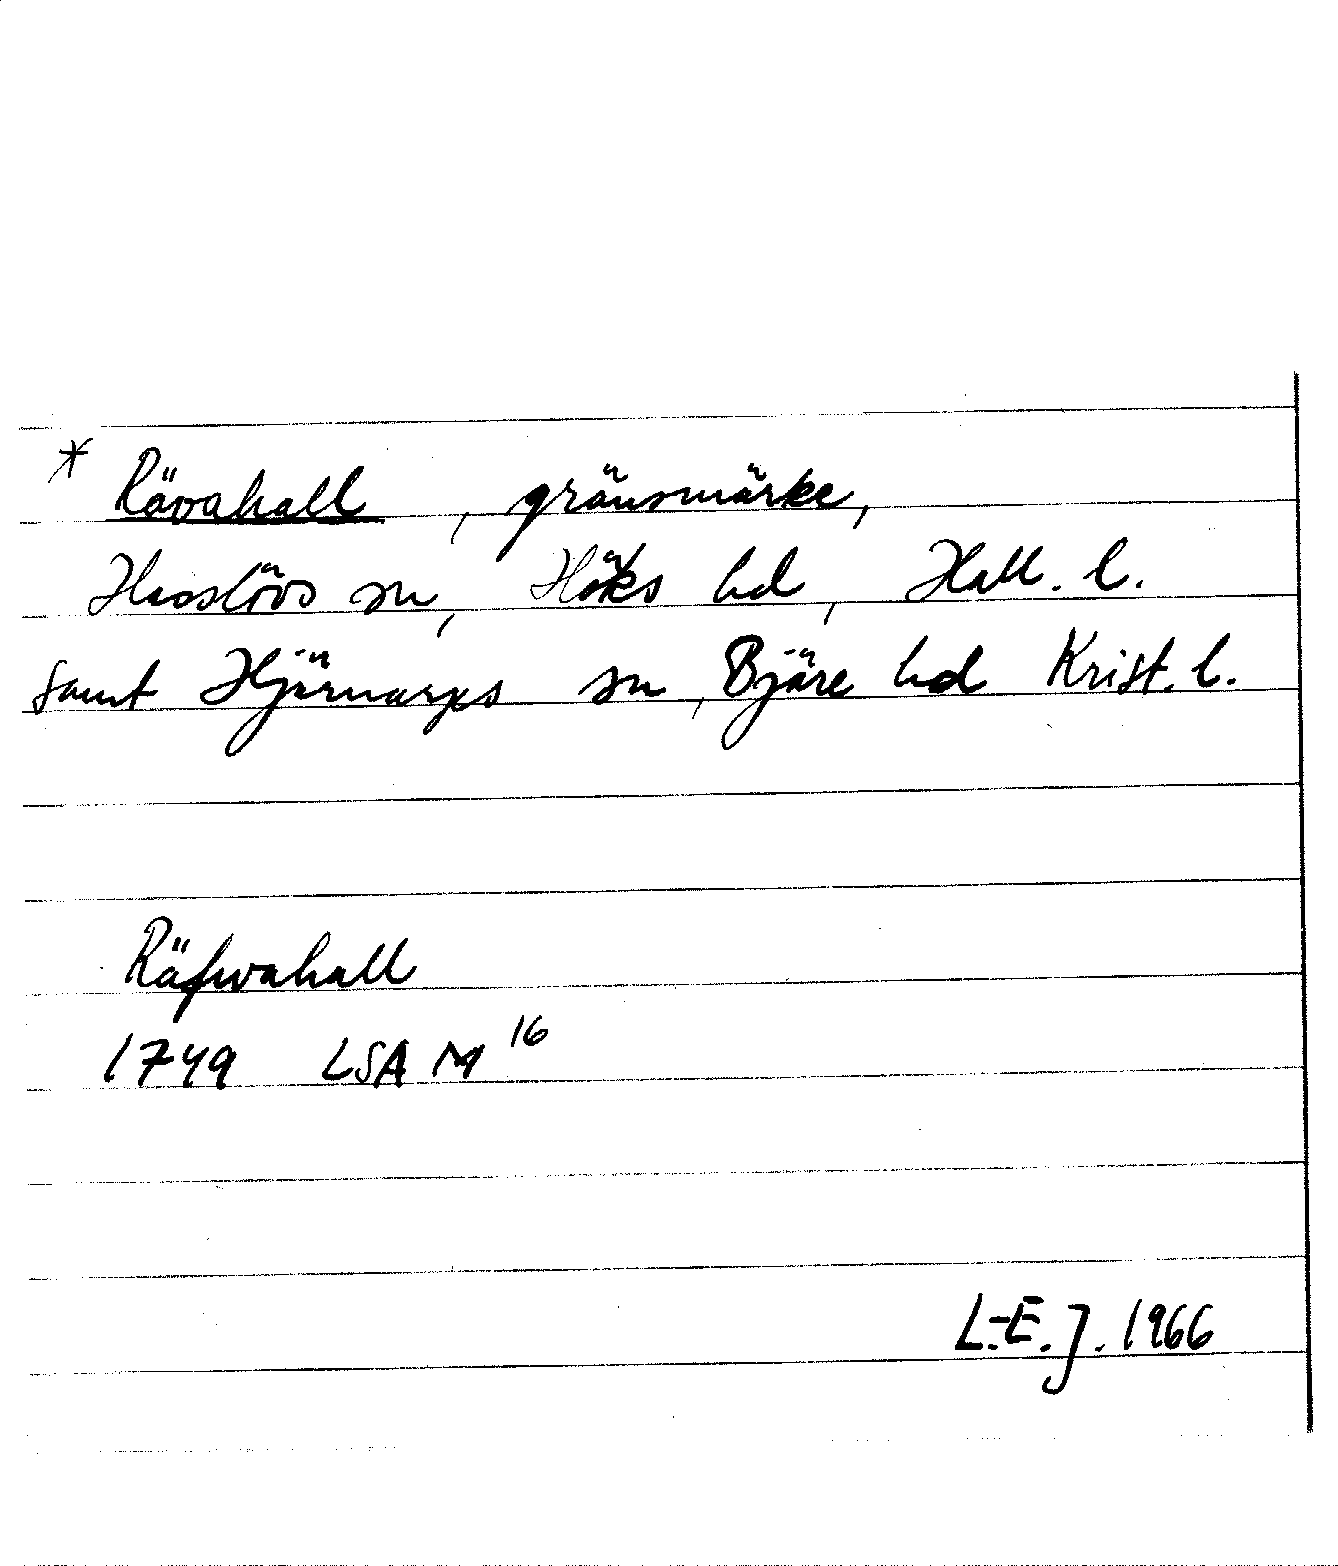 * Rävahall, gränsmärke,
Hasslövs sn, Höks hd, Hall. l.
samt Hjärnarps sn, Bjäre hd Krist. l.
Räfwahall
1749 LSA M 16
L.-E. J. 1966